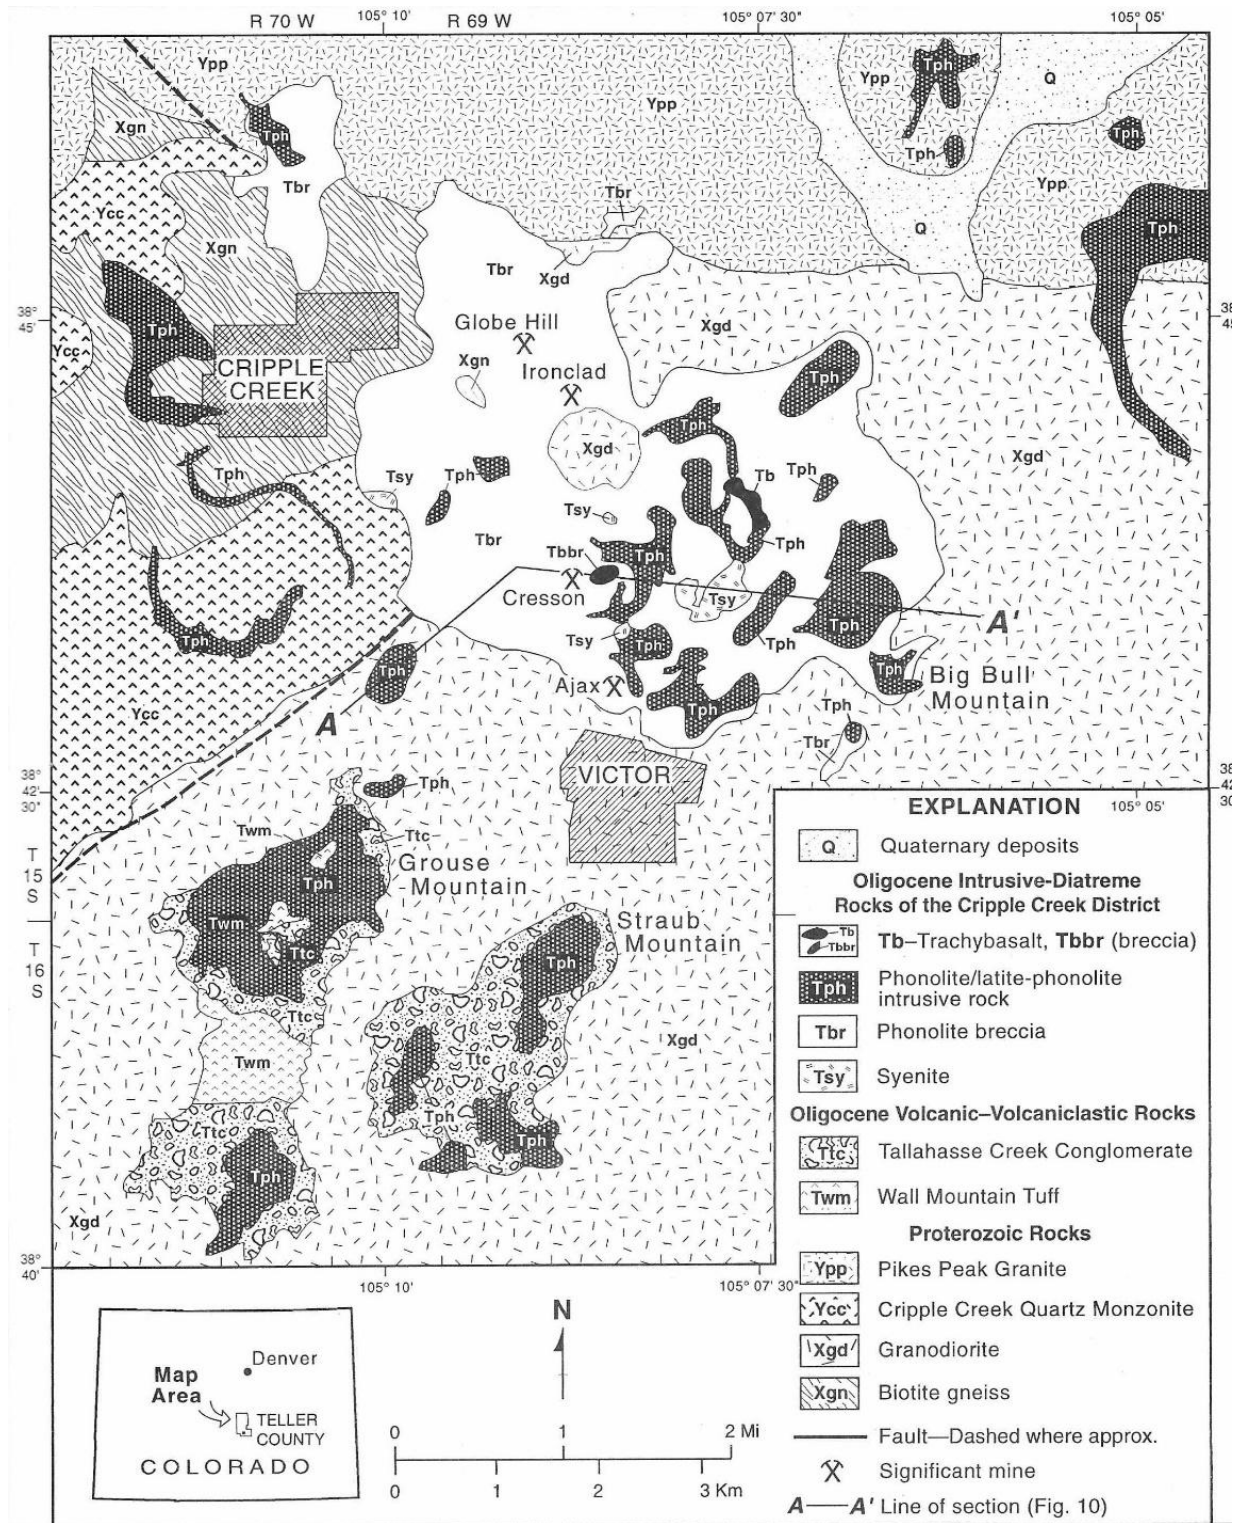 R 70 W 105° 10' R 69 W 105° 07' 30" 105° 05'
Ypp
Tph
Q
Ypp
Ypp
Xgn
Tph
Tph
Tph
Tbr
Ypp
Tbr
Ycc
Xgn
Q
Tph
Tbr
Xgd
38°
45'
38
45
Globe Hill
Xgd
Tph
Ycc
CRIPPLE
CREEK
Xgn
Ironclad
Tph
Tph
Xgd
Xgd
Tph
Tsy
Tph
Tb
Tph
Tsy
Tbr
Tph
Tbbr
Tph
Cresson
Tsy
A'
Tph
Tsy
Tph
Tph
Tph
Tph
Ajax
Tph
Big Bull
Mountain
Ycc
A
Tph
Tph
Tbr
VICTOR
38°
42'
30"
38
42
30
Tph
105° 05'
Twm
Ttc
T
15
S
Grouse
Mountain
Tph
Twm
Straub
Mountain
T
16
S
Ttc
Tph
Ttc
Xgd
Twm
Ttc
Tph
Ttc
Tph
Tph
Xgd
38°
40'
105° 10'
105° 07' 30"
EXPLANATION
Q Quaternary deposits
Oligocene Intrusive-Diatreme
Rocks of the Cripple Creek District
Tb
Tbbr
Tb–Trachybasalt, Tbbr (breccia)
Tph Phonolite/latite-phonolite
intrusive rock
Tbr Phonolite breccia
Tsy Syenite
Oligocene Volcanic–Volcaniclastic Rocks
Ttc Tallahasse Creek Conglomerate
Twm Wall Mountain Tuff
Proterozoic Rocks
Ypp Pikes Peak Granite
Ycc Cripple Creek Quartz Monzonite
Xgd Granodiorite
Xgn Biotite gneiss
Fault—Dashed where approx.
Significant mine
A A' Line of section (Fig. 10)
Denver
Map
Area
TELLER
COUNTY
COLORADO
N
0 1 2 Mi
0 1 2 3 Km